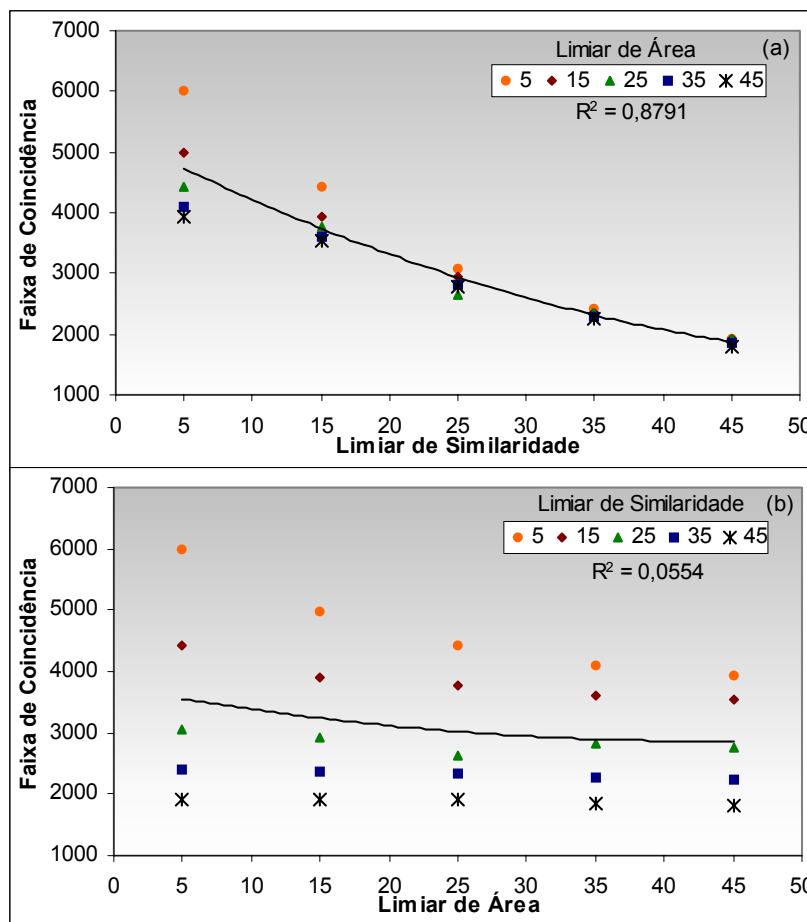 7000
6000
5000
4000
3000
2000
1000
Faixa de Coincidência
Limiar de Área (a)
5 15 25 35 45
R² = 0,8791
0 5 10 15 20 25 30 35 40 45 50
Limiar de Similaridade
7000
6000
5000
4000
3000
2000
1000
Faixa de Coincidência
Limiar de Similaridade (b)
5 15 25 35 45
R² = 0,0554
0 5 10 15 20 25 30 35 40 45 50
Limiar de Área